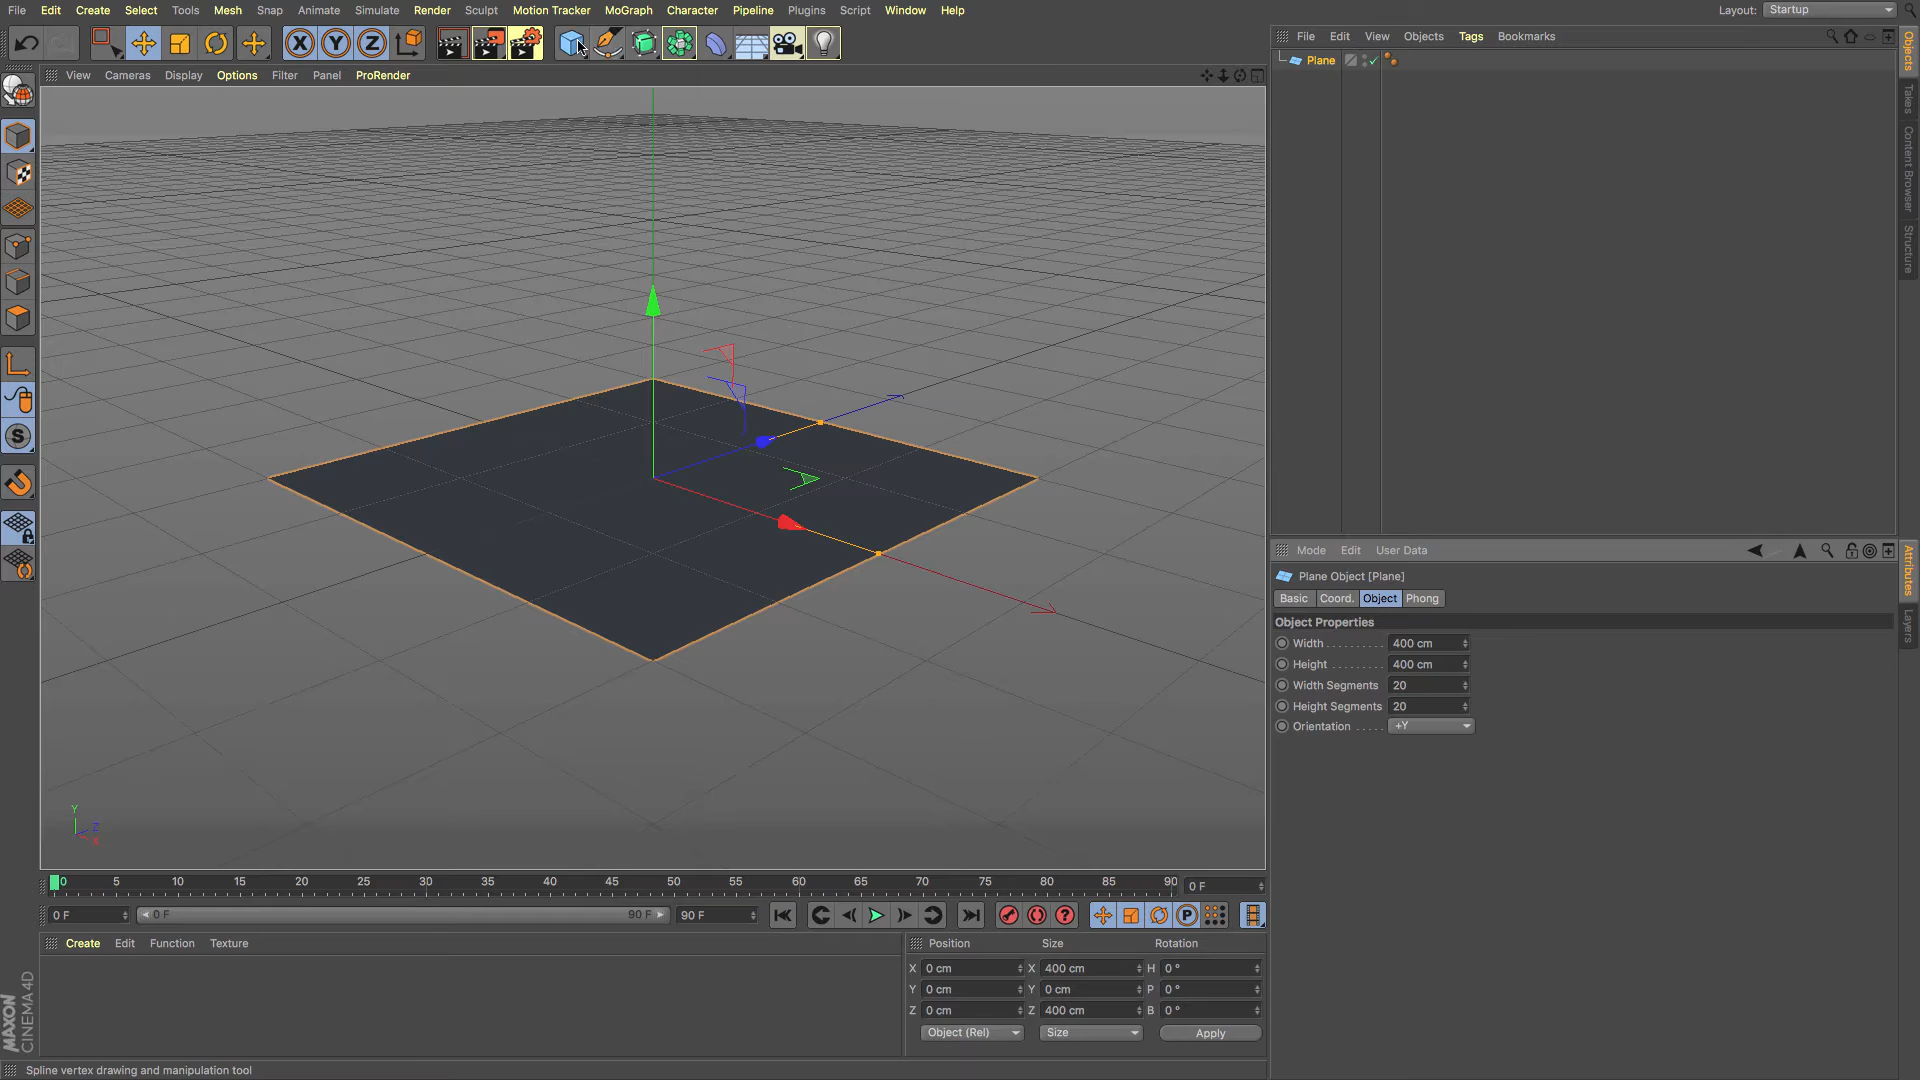 File Edit Create Select Tools Mesh Snap Animate Simulate Render Sculpt Motion Tracker MoGraph Character Pipeline Plugins Script Window Help
Layout: Startup
X Y Z
View Cameras Display Options Filter Panel ProRender
File Edit View Objects Tags Bookmarks
Plane
Objects
Takes
Content Browser
Structure
S
Y
Z
X
Mode Edit User Data
Plane Object [Plane]
Basic Coord. Object Phong
Object Properties
Width 400 cm
Height 400 cm
Width Segments 20
Height Segments 20
Orientation +Y
Attributes
Layers
0 5 10 15 20 25 30 35 40 45 50 55 60 65 70 75 80 85 90
0 F
0 F 0 F 90 F 90 F
P
Create Edit Function Texture
Position Size Rotation
X 0 cm X 400 cm H 0 °
Y 0 cm Y 0 cm P 0 °
Z 0 cm Z 400 cm B 0 °
Object (Rel) Size Apply
MAXON
CINEMA 4D
Spline vertex drawing and manipulation tool